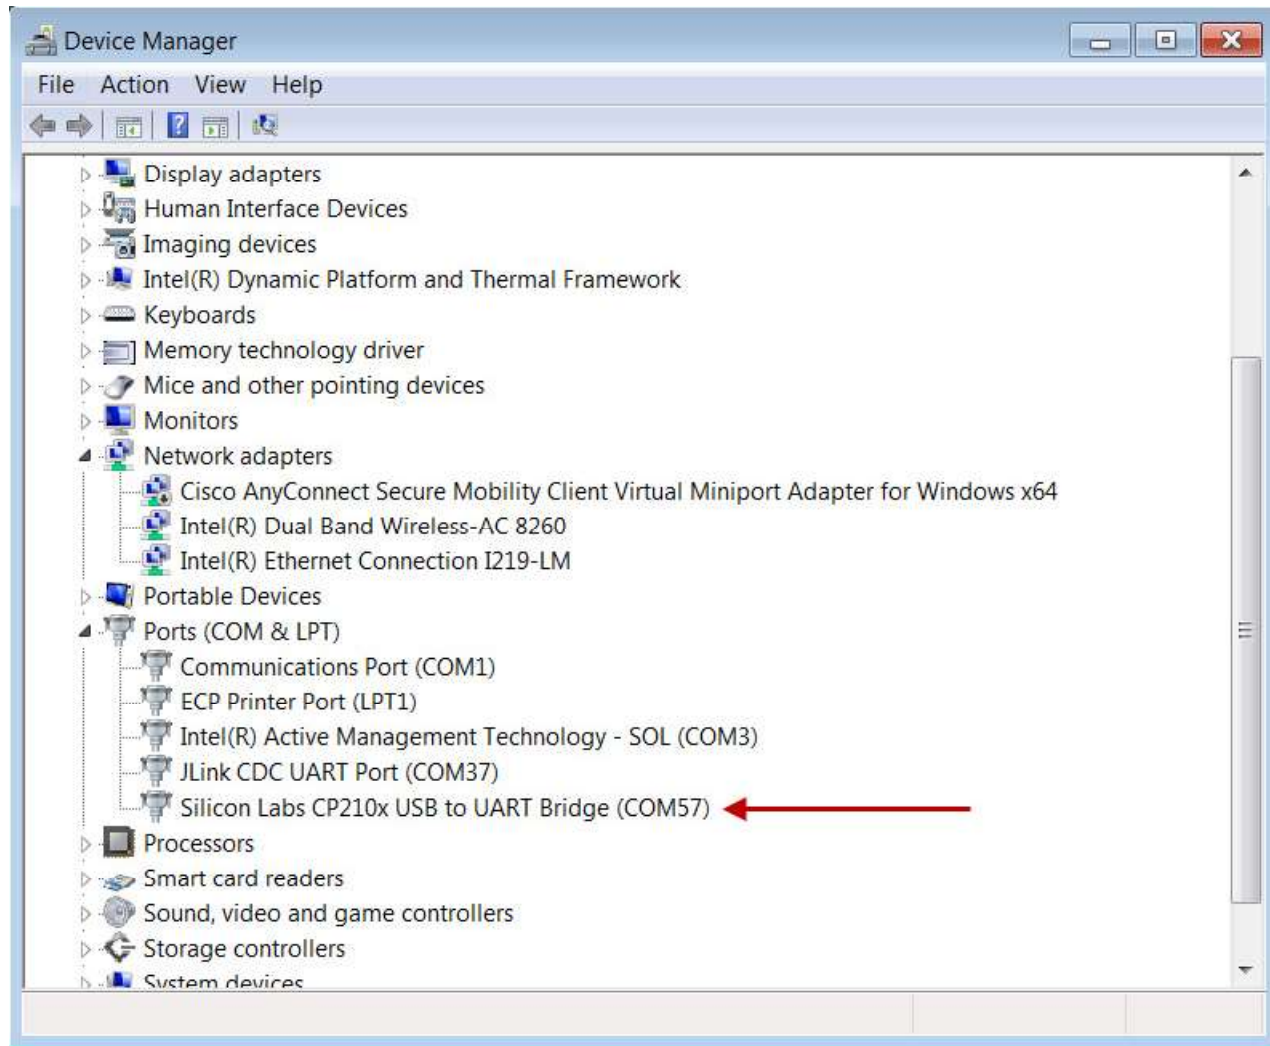 Device Manager
File Action View Help
Display adapters
Human Interface Devices
Imaging devices
Intel(R) Dynamic Platform and Thermal Framework
Keyboards
Memory technology driver
Mice and other pointing devices
Monitors
Network adapters
Cisco AnyConnect Secure Mobility Client Virtual Miniport Adapter for Windows x64
Intel(R) Dual Band Wireless-AC 8260
Intel(R) Ethernet Connection I219-LM
Portable Devices
Ports (COM & LPT)
Communications Port (COM1)
ECP Printer Port (LPT1)
Intel(R) Active Management Technology - SOL (COM3)
JLink CDC UART Port (COM37)
Silicon Labs CP210x USB to UART Bridge (COM57)
Processors
Smart card readers
Sound, video and game controllers
Storage controllers
System devices